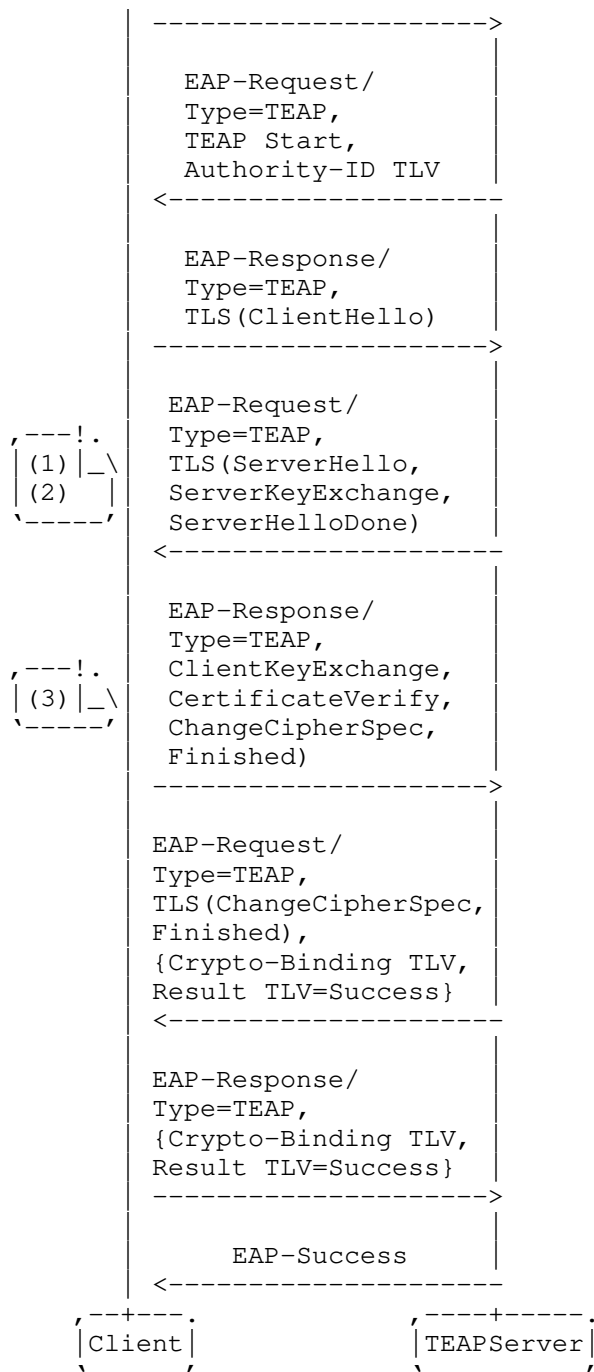 EAP-Request/
Type=TEAP,
TEAP Start,
Authority-ID TLV
EAP-Response/
Type=TEAP,
TLS(ClientHello)
EAP-Request/
Type=TEAP,
(1)
TLS(ServerHello,
(2)
ServerKeyExchange,
ServerHelloDone)
EAP-Response/
Type=TEAP,
ClientKeyExchange,
(3)
CertificateVerify,
ChangeCipherSpec,
Finished)
EAP-Request/
Type=TEAP,
TLS(ChangeCipherSpec,
Finished),
{Crypto-Binding TLV,
Result TLV=Success}
EAP-Response/
Type=TEAP,
{Crypto-Binding TLV,
Result TLV=Success}
EAP-Success
Client
TEAPServer